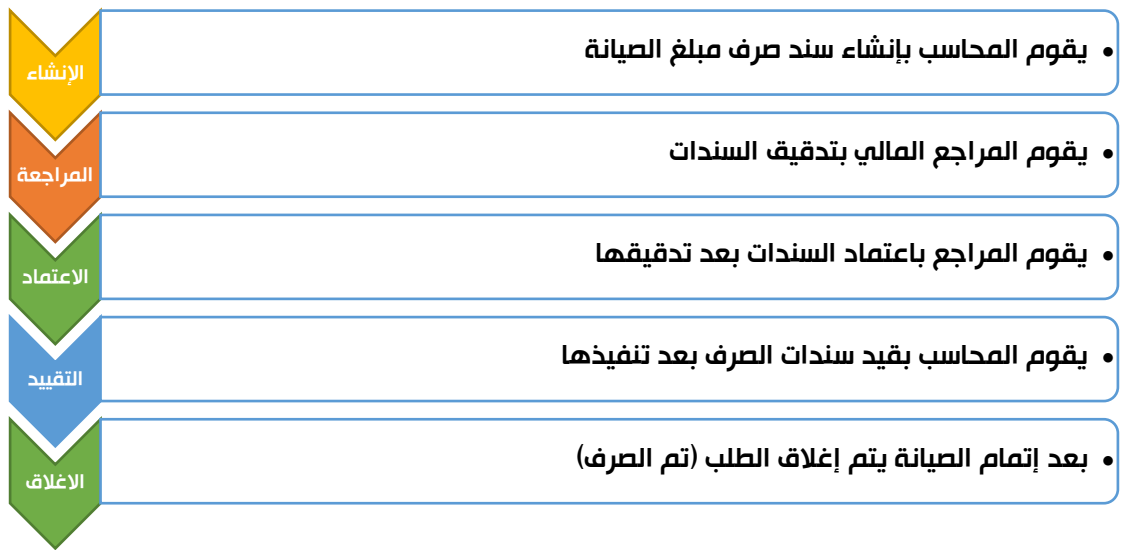 الإنشاء
يقوم المحاسب بإنشاء سند صرف مبلغ الصيانة
المراجعة
يقوم المراجع المالي بتدقيق السندات
الاعتماد
يقوم المراجع باعتماد السندات بعد تدقيقها
التقييد
يقوم المحاسب بقيد سندات الصرف بعد تنفيذها
الاغلاق
بعد إتمام الصيانة يتم إغلاق الطلب (تم الصرف)